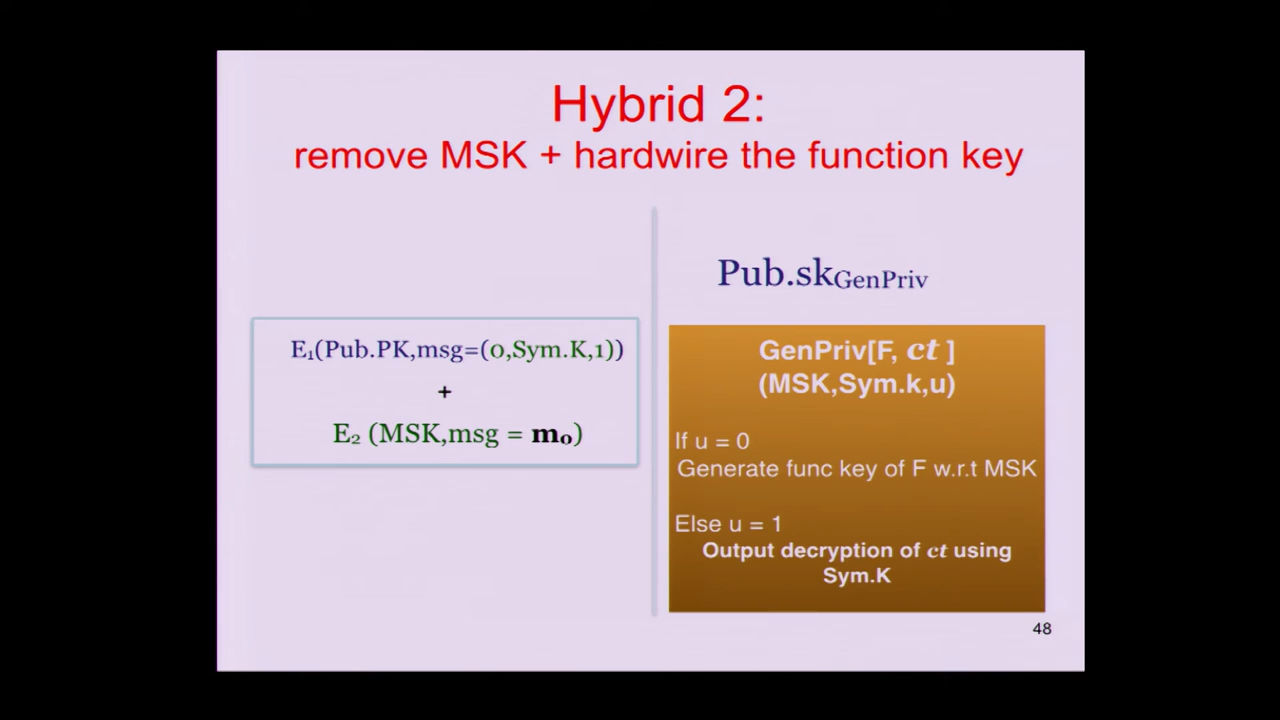 Hybrid 2:
remove MSK + hardwire the function key
E₁(Pub.PK,msg=(0,Sym.K,1))
+
E₂ (MSK,msg = m₀)
Pub.skGenPriv
GenPriv[F, ct ]
(MSK,Sym.k,u)
If u = 0
Generate func key of F w.r.t MSK
Else u = 1
Output decryption of ct using
Sym.K
48